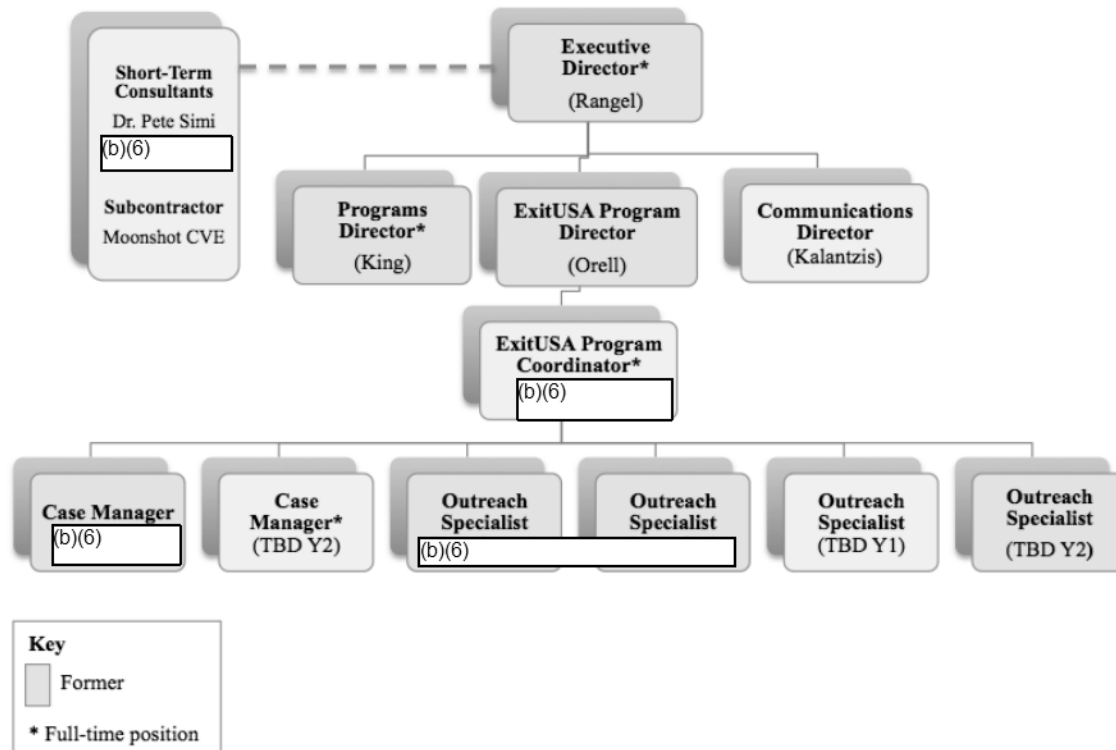 Short-Term
Consultants
Dr. Pete Simi
(b)(6)
Subcontractor
Moonshot CVE
Executive
Director*
(Rangel)
Programs
Director*
(King)
ExitUSA Program
Director
(Orell)
Communications
Director
(Kalantzis)
ExitUSA Program
Coordinator*
(b)(6)
Case Manager
(b)(6)
Case
Manager*
(TBD Y2)
Outreach
Specialist
Outreach
Specialist
(b)(6)
Outreach
Specialist
(TBD Y1)
Outreach
Specialist
(TBD Y2)
Key
Former
* Full-time position